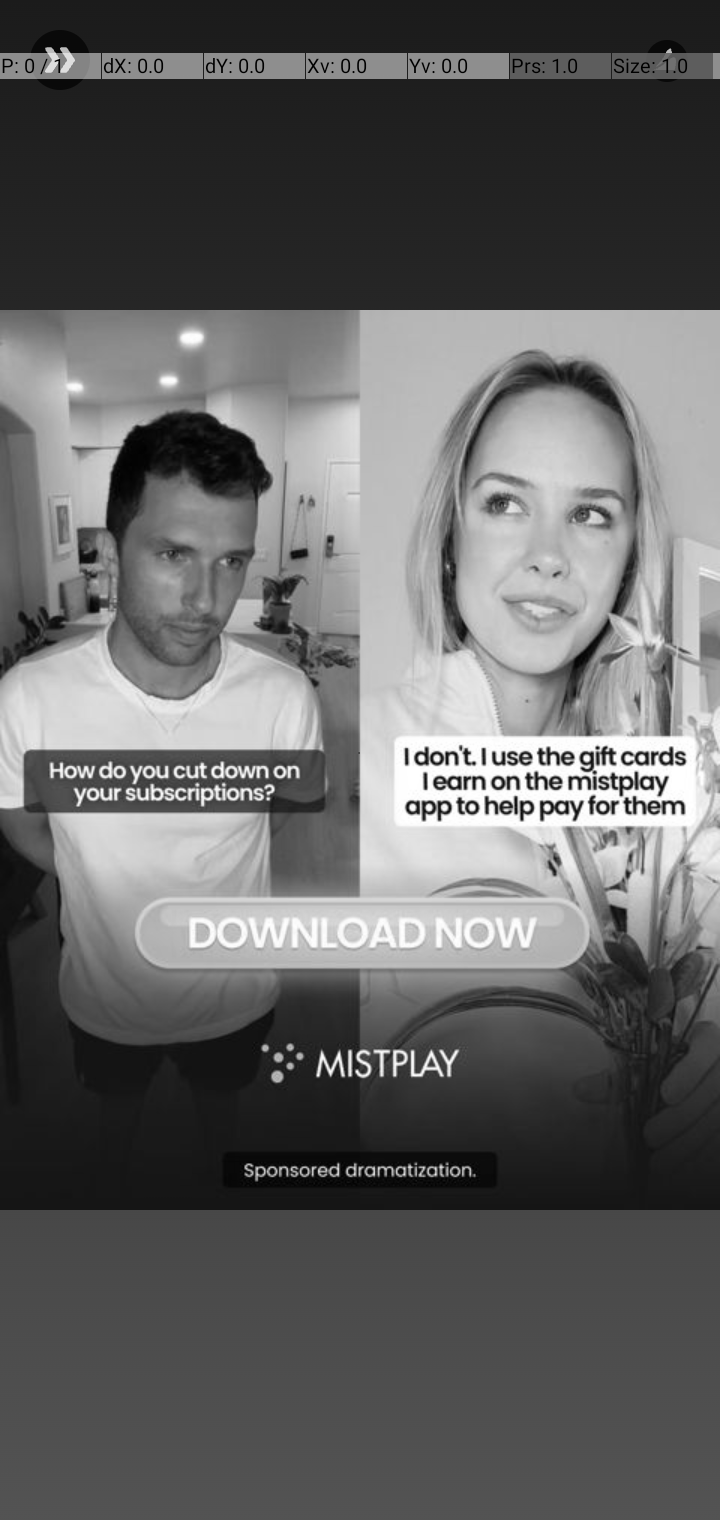 P: 0 / 1 dX: 0.0 dY: 0.0 Xv: 0.0 Yv: 0.0 Prs: 1.0 Size: 1.0
How do you cut down on
your subscriptions?
I don't. I use the gift cards
I earn on the mistplay
app to help pay for them
DOWNLOAD NOW
MISTPLAY
Sponsored dramatization.